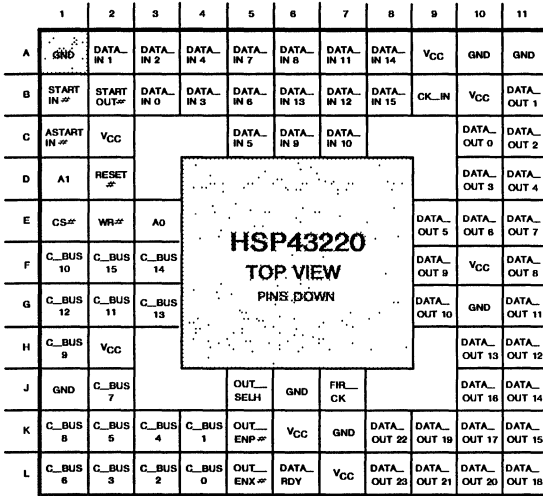 1 2 3 4 5 6 7 8 9 10 11
A GND DATA_ IN 1 DATA_ IN 2 DATA_ IN 4 DATA_ IN 7 DATA_ IN 8 DATA_ IN 11 DATA_ IN 14 VCC GND GND
B START IN # START OUT# DATA_ IN 0 DATA_ IN 3 DATA_ IN 6 DATA_ IN 13 DATA_ IN 12 DATA_ IN 15 CK_IN VCC DATA_ OUT 1
C ASTART IN # VCC DATA_ IN 5 DATA_ IN 9 DATA_ IN 10 DATA_ OUT 0 DATA_ OUT 2
D A1 RESET # DATA_ OUT 3 DATA_ OUT 4
E CS# WR# A0 DATA_ OUT 5 DATA_ OUT 6 DATA_ OUT 7
HSP43220
TOP VIEW
PINS DOWN
F C_BUS 10 C_BUS 15 C_BUS 14 DATA_ OUT 9 VCC DATA_ OUT 8
G C_BUS 12 C_BUS 11 C_BUS 13 DATA_ OUT 10 GND DATA_ OUT 11
H C_BUS 9 VCC DATA_ OUT 13 DATA_ OUT 12
J GND C_BUS 7 OUT_ SELH GND FIR_ CK DATA_ OUT 16 DATA_ OUT 14
K C_BUS 8 C_BUS 5 C_BUS 4 C_BUS 1 OUT_ ENP # VCC GND DATA_ OUT 22 DATA_ OUT 19 DATA_ OUT 17 DATA_ OUT 15
L C_BUS 6 C_BUS 3 C_BUS 2 C_BUS 0 OUT_ ENX # DATA_ RDY VCC DATA_ OUT 23 DATA_ OUT 21 DATA_ OUT 20 DATA_ OUT 18